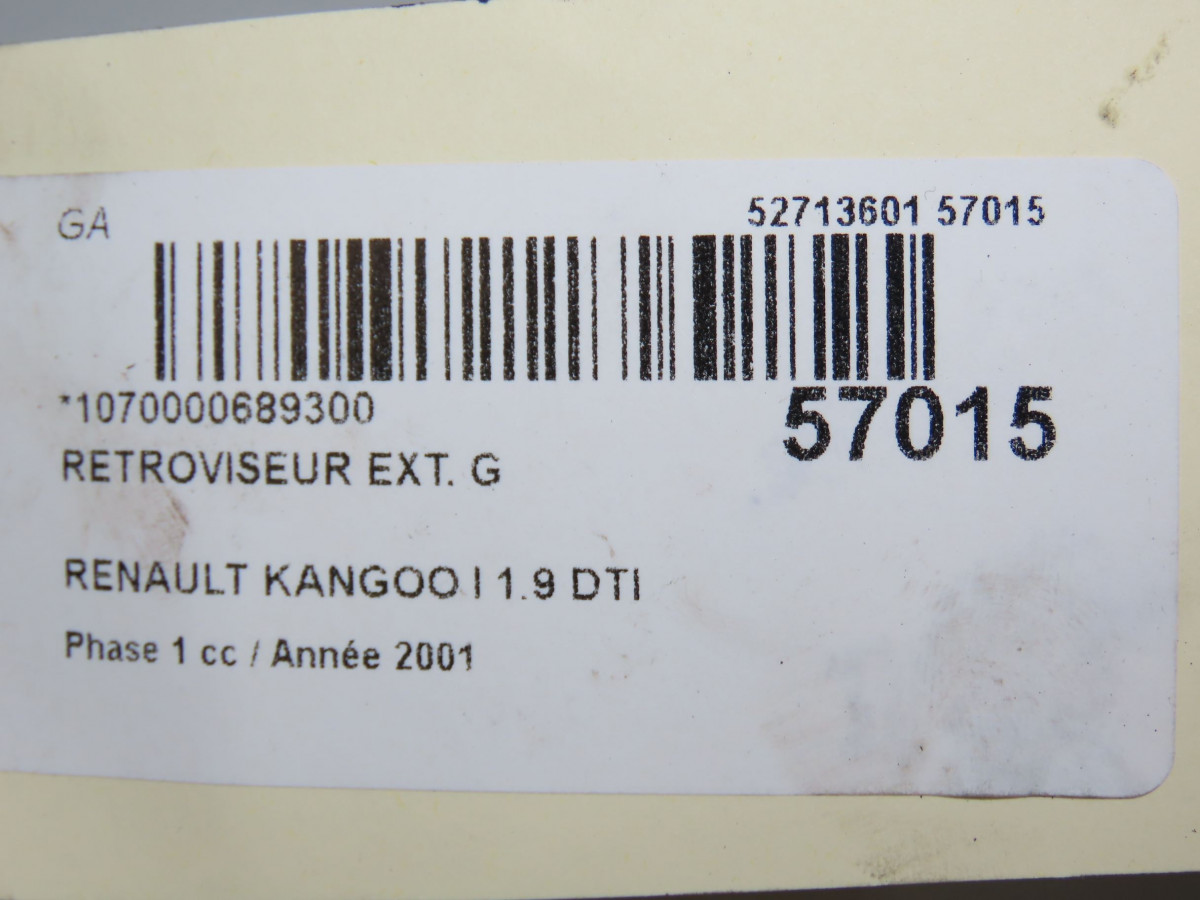 GA
52713601 57015
*1070000689300
57015
RETROVISEUR EXT. G
RENAULT KANGOO I 1.9 DTI
Phase 1 cc / Année 2001